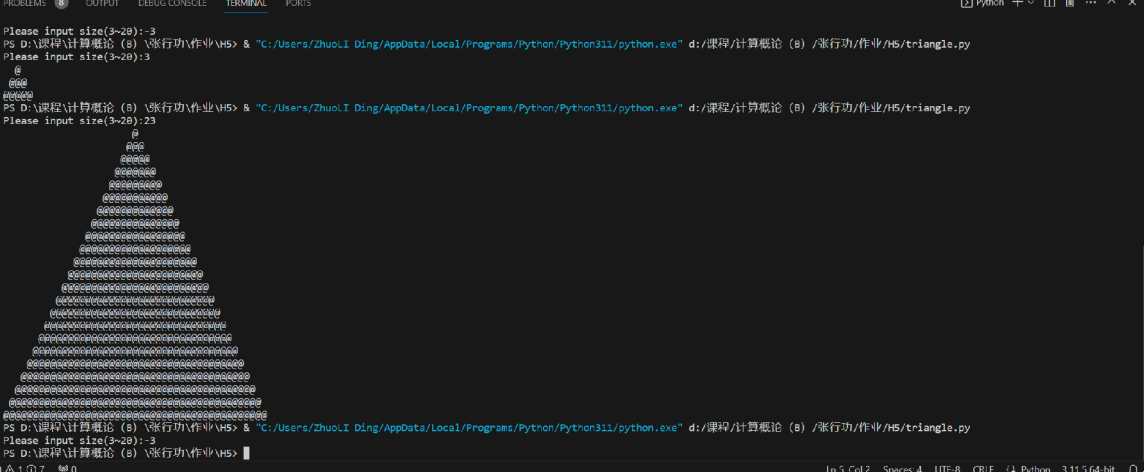 PROBLEMS 8 OUTPUT DEBUG CONSOLE TERMINAL PORTS Python
Please input size(3~20):-3
PS D:\课程\计算概论 (B) \张行功\作业\H5> & "C:/Users/ZhuoLI Ding/AppData/Local/Programs/Python/Python311/python.exe" d:/课程/计算概论 (B) /张行功/作业/H5/triangle.py
Please input size(3~20):3
  @
 @@@
@@@@@
PS D:\课程\计算概论 (B) \张行功\作业\H5> & "C:/Users/ZhuoLI Ding/AppData/Local/Programs/Python/Python311/python.exe" d:/课程/计算概论 (B) /张行功/作业/H5/triangle.py
Please input size(3~20):23
                      @
                     @@@
                    @@@@@
                   @@@@@@@
                  @@@@@@@@@
                 @@@@@@@@@@@
                @@@@@@@@@@@@@
               @@@@@@@@@@@@@@@
              @@@@@@@@@@@@@@@@@
             @@@@@@@@@@@@@@@@@@@
            @@@@@@@@@@@@@@@@@@@@@
           @@@@@@@@@@@@@@@@@@@@@@@
          @@@@@@@@@@@@@@@@@@@@@@@@@
         @@@@@@@@@@@@@@@@@@@@@@@@@@@
        @@@@@@@@@@@@@@@@@@@@@@@@@@@@@
       @@@@@@@@@@@@@@@@@@@@@@@@@@@@@@@
      @@@@@@@@@@@@@@@@@@@@@@@@@@@@@@@@@
     @@@@@@@@@@@@@@@@@@@@@@@@@@@@@@@@@@@
    @@@@@@@@@@@@@@@@@@@@@@@@@@@@@@@@@@@@@
   @@@@@@@@@@@@@@@@@@@@@@@@@@@@@@@@@@@@@@@
  @@@@@@@@@@@@@@@@@@@@@@@@@@@@@@@@@@@@@@@@@
 @@@@@@@@@@@@@@@@@@@@@@@@@@@@@@@@@@@@@@@@@@@
@@@@@@@@@@@@@@@@@@@@@@@@@@@@@@@@@@@@@@@@@@@@@
PS D:\课程\计算概论 (B) \张行功\作业\H5> & "C:/Users/ZhuoLI Ding/AppData/Local/Programs/Python/Python311/python.exe" d:/课程/计算概论 (B) /张行功/作业/H5/triangle.py
Please input size(3~20):-3
PS D:\课程\计算概论 (B) \张行功\作业\H5>
0 1 7 0 Ln 5, Col 2 Spaces: 4 UTF-8 CRLF Python 3.11.5 64-bit